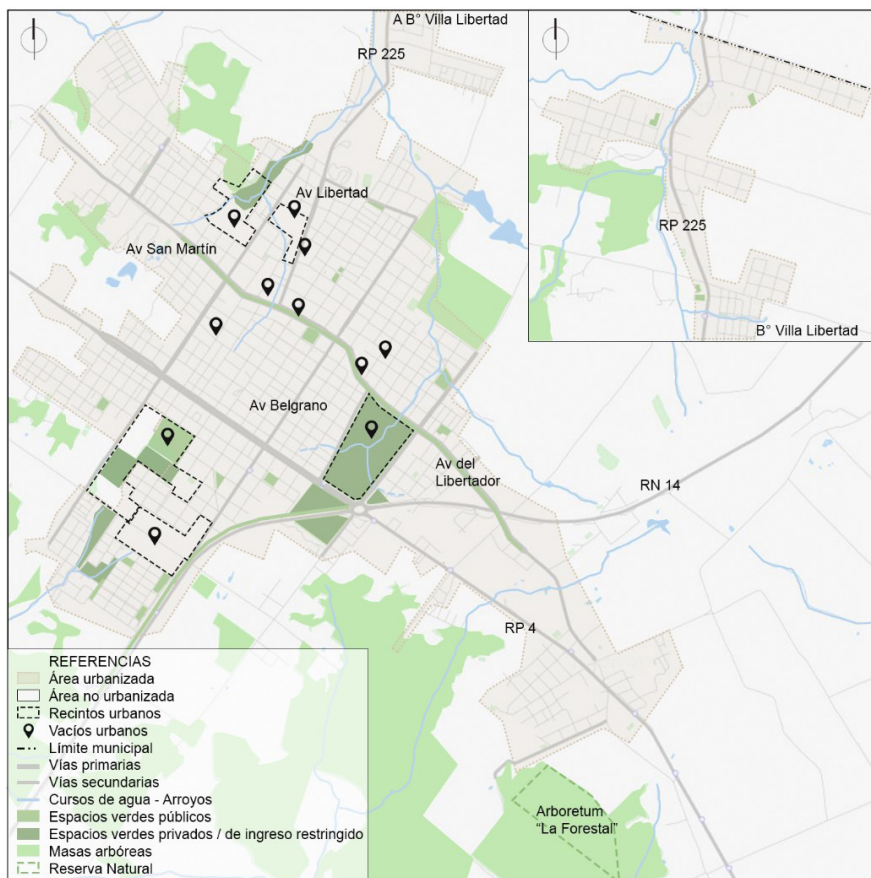 A B° Villa Libertad
RP 225
Av Libertad
Av San Martín
RP 225
B° Villa Libertad
Av Belgrano
Av del
Libertador
RN 14
RP 4
Arboretum
"La Forestal"
REFERENCIAS
Área urbanizada
Área no urbanizada
Recintos urbanos
Vacíos urbanos
Límite municipal
Vías primarias
Vías secundarias
Cursos de agua - Arroyos
Espacios verdes públicos
Espacios verdes privados / de ingreso restringido
Masas arbóreas
Reserva Natural